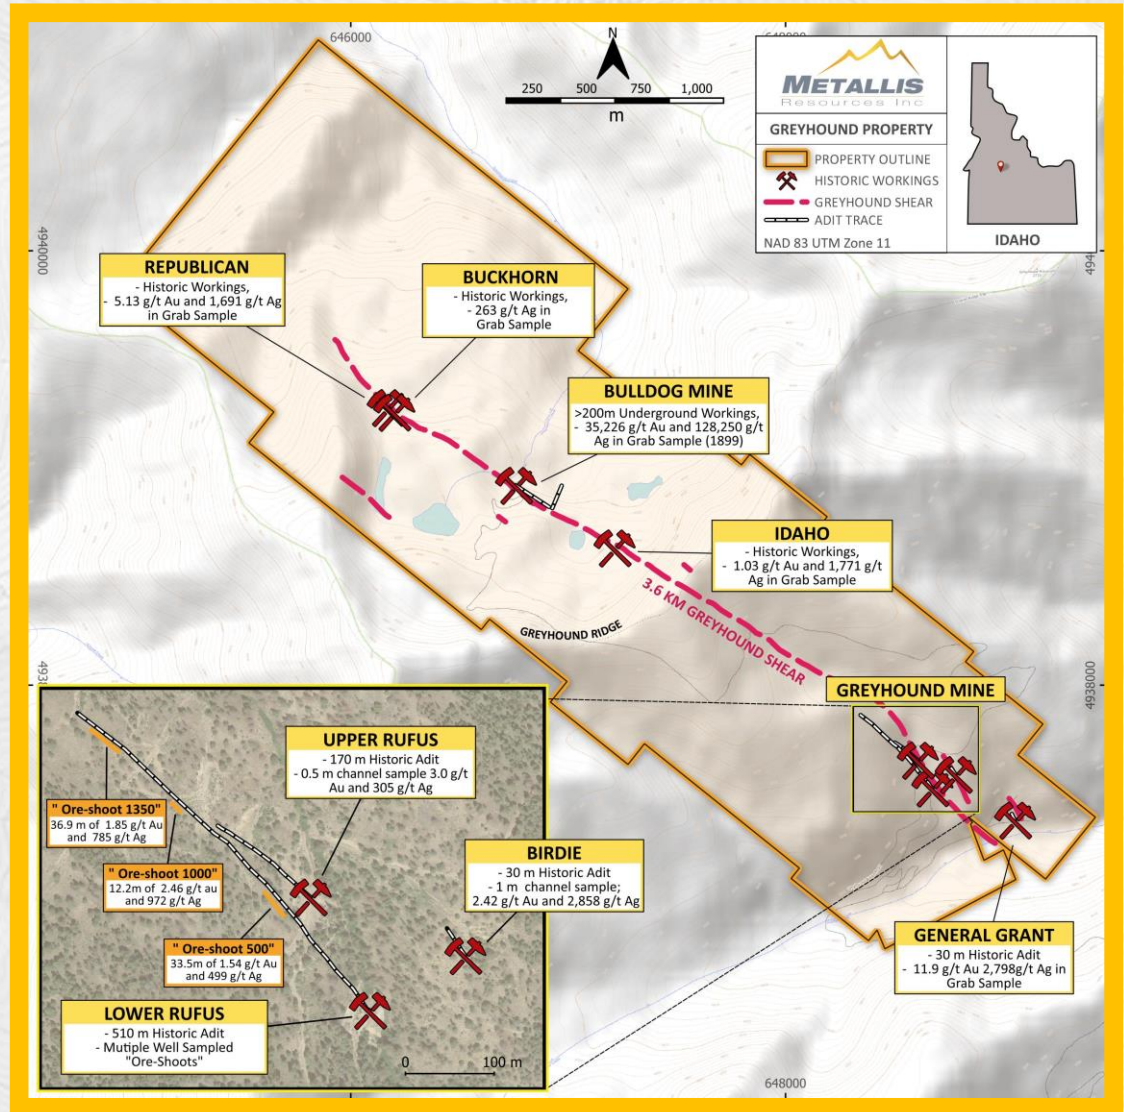 646000
648000
N
250 500 750 1,000
m
METALLIS
Resources Inc
GREYHOUND PROPERTY
PROPERTY OUTLINE
HISTORIC WORKINGS
GREYHOUND SHEAR
ADIT TRACE
NAD 83 UTM Zone 11
IDAHO
4940000
REPUBLICAN
- Historic Workings,
- 5.13 g/t Au and 1,691 g/t Ag
in Grab Sample
BUCKHORN
- Historic Workings,
- 263 g/t Ag in
Grab Sample
BULLDOG MINE
>200m Underground Workings,
- 35,226 g/t Au and 128,250 g/t
Ag in Grab Sample (1899)
IDAHO
- Historic Workings,
- 1.03 g/t Au and 1,771 g/t
Ag in Grab Sample
3.6 KM GREYHOUND SHEAR
GREYHOUND RIDGE
4938000
GREYHOUND MINE
UPPER RUFUS
- 170 m Historic Adit
- 0.5 m channel sample 3.0 g/t
Au and 305 g/t Ag
" Ore-shoot 1350"
36.9 m of 1.85 g/t Au
and 785 g/t Ag
" Ore-shoot 1000"
12.2m of 2.46 g/t au
and 972 g/t Ag
BIRDIE
- 30 m Historic Adit
- 1 m channel sample;
2.42 g/t Au and 2,858 g/t Ag
" Ore-shoot 500"
33.5m of 1.54 g/t Au
and 499 g/t Ag
GENERAL GRANT
- 30 m Historic Adit
- 11.9 g/t Au 2,798g/t Ag in
Grab Sample
LOWER RUFUS
- 510 m Historic Adit
- Mutiple Well Sampled
"Ore-Shoots"
0 100 m
648000